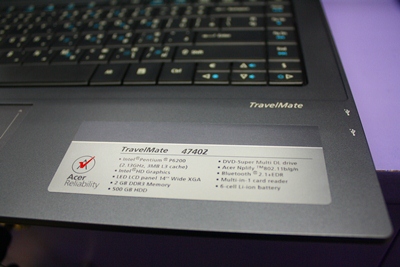 Ctrl
TravelMate
TravelMate 4740Z
Acer
Reliability
• Intel® Pentium® P6200
(2.13GHz, 3MB L3 cache)
• Intel® HD Graphics
• LED LCD panel 14" Wide XGA
• 2 GB DDR3 Memory
• 500 GB HDD
• DVD-Super Multi DL drive
• Acer Nplify™ 802.11b/g/n
• Bluetooth® 2.1+EDR
• Multi-in-1 card reader
• 6-cell Li-ion battery